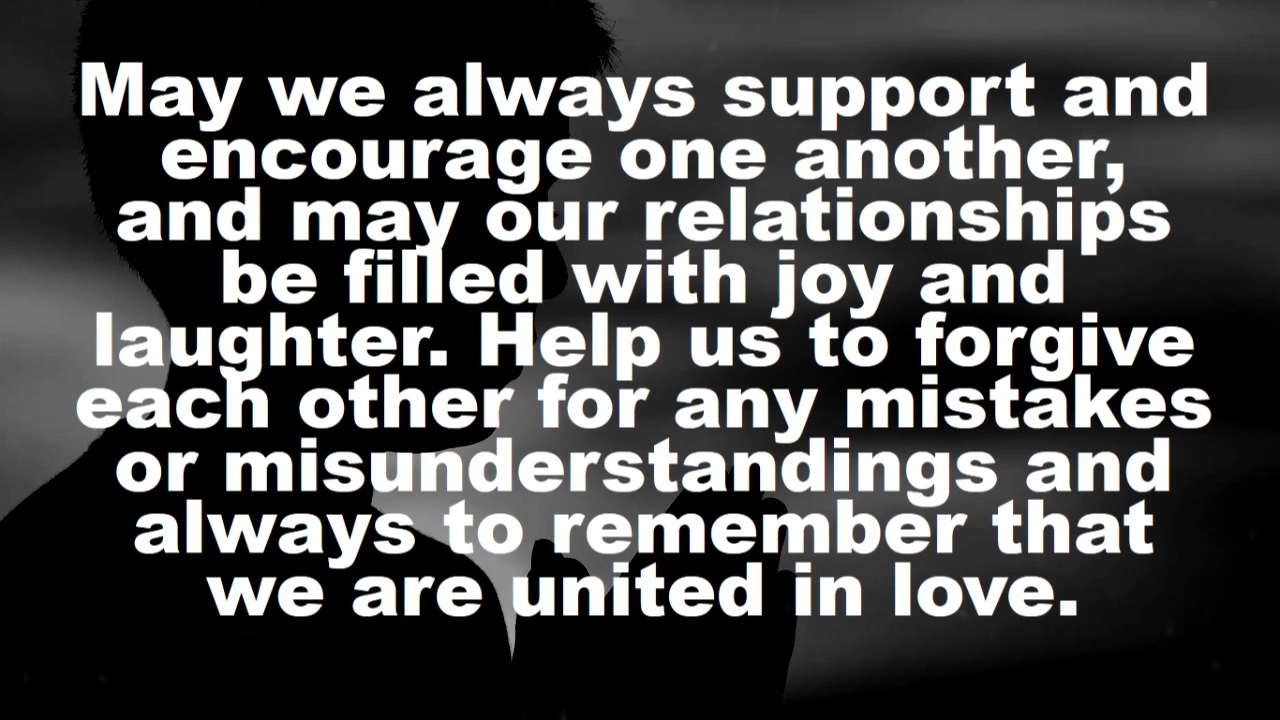 May we always support and
encourage one another,
and may our relationships
be filled with joy and
laughter. Help us to forgive
each other for any mistakes
or misunderstandings and
always to remember that
we are united in love.